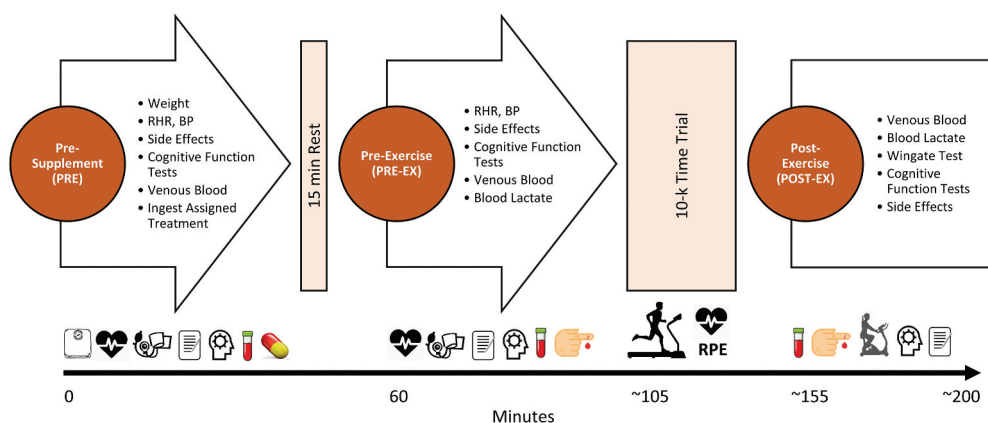 Pre-
Supplement
(PRE)
• Weight
• RHR, BP
• Side Effects
• Cognitive Function
Tests
• Venous Blood
• Ingest Assigned
Treatment
15 min Rest
Pre-Exercise
(PRE-EX)
• RHR, BP
• Side Effects
• Cognitive Function
Tests
• Venous Blood
• Blood Lactate
10-k Time Trial
Post-
Exercise
(POST-EX)
• Venous Blood
• Blood Lactate
• Wingate Test
• Cognitive
Function Tests
• Side Effects
RPE
0
60
~105
~155
~200
Minutes